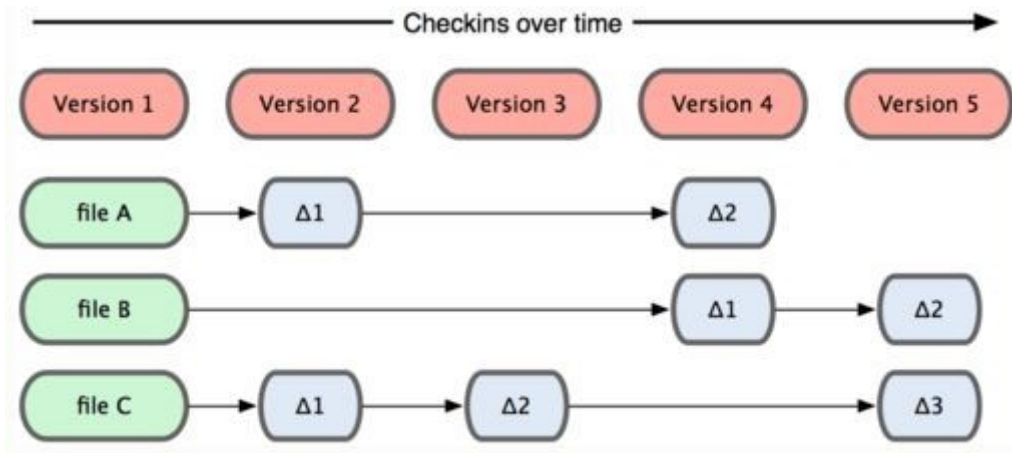 Checkins over time
Version 1 Version 2 Version 3 Version 4 Version 5
file A Δ1 Δ2
file B Δ1 Δ2
file C Δ1 Δ2 Δ3